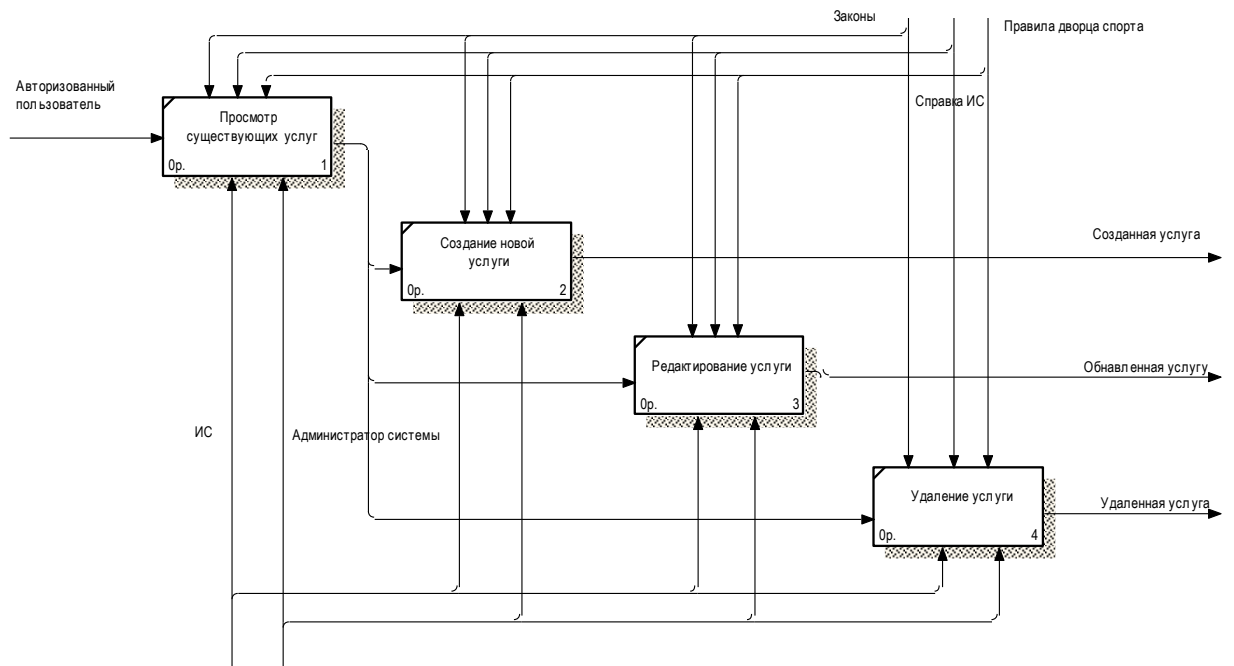 Законы
Правила дворца спорта
Авторизованный
пользователь
Справка ИС
Просмотр
существующих услуг
0р. 1
Создание новой
услуги
0р. 2
Созданная услуга
Редактирование услуги
0р. 3
Обнавленная услугу
ИС
Администратор системы
Удаление услуги
0р. 4
Удаленная услуга